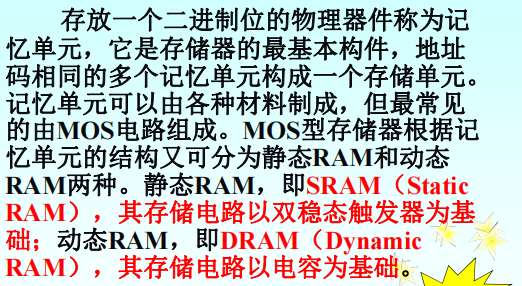 存放一个二进制位的物理器件称为记
忆单元，它是存储器的最基本构件，地址
码相同的多个记忆单元构成一个存储单元。
记忆单元可以由各种材料制成，但最常见
的由MOS电路组成。MOS型存储器根据记
忆单元的结构又可分为静态RAM和动态
RAM两种。静态RAM，即SRAM（Static
RAM），其存储电路以双稳态触发器为基
础；动态RAM，即DRAM（Dynamic
RAM），其存储电路以电容为基础。